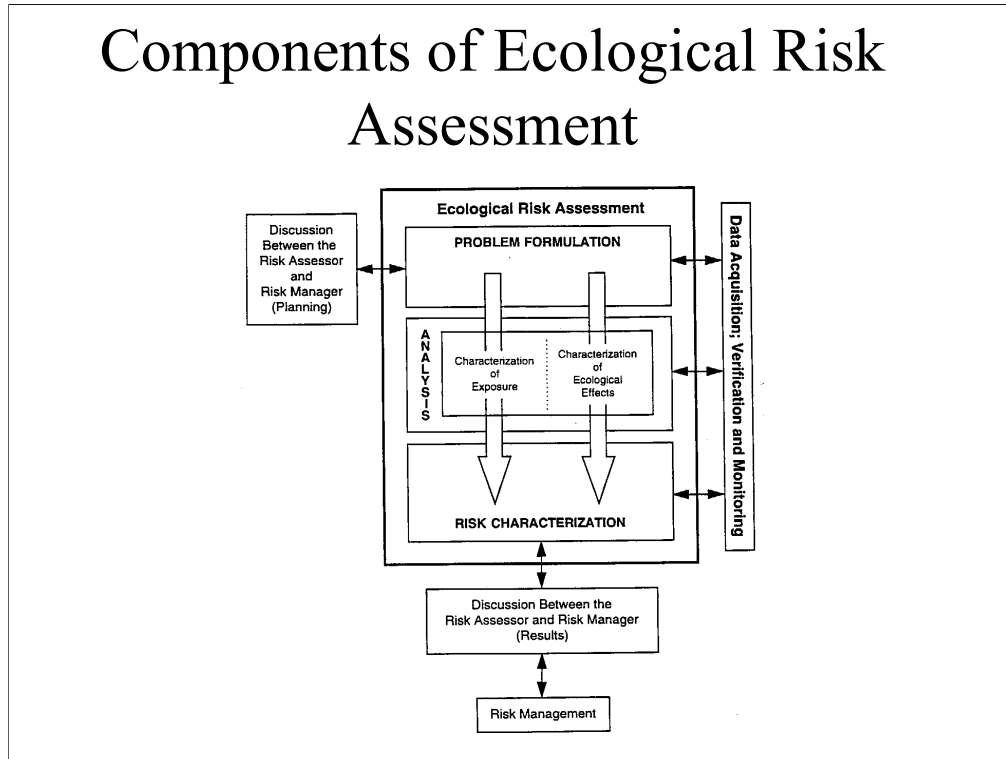 Components of Ecological Risk
Assessment
Ecological Risk Assessment
Discussion
Between the
Risk Assessor
and
Risk Manager
(Planning)
PROBLEM FORMULATION
ANALYSIS
Characterization
of
Exposure
Characterization
of
Ecological
Effects
RISK CHARACTERIZATION
Data Acquisition; Verification and Monitoring
Discussion Between the
Risk Assessor and Risk Manager
(Results)
Risk Management